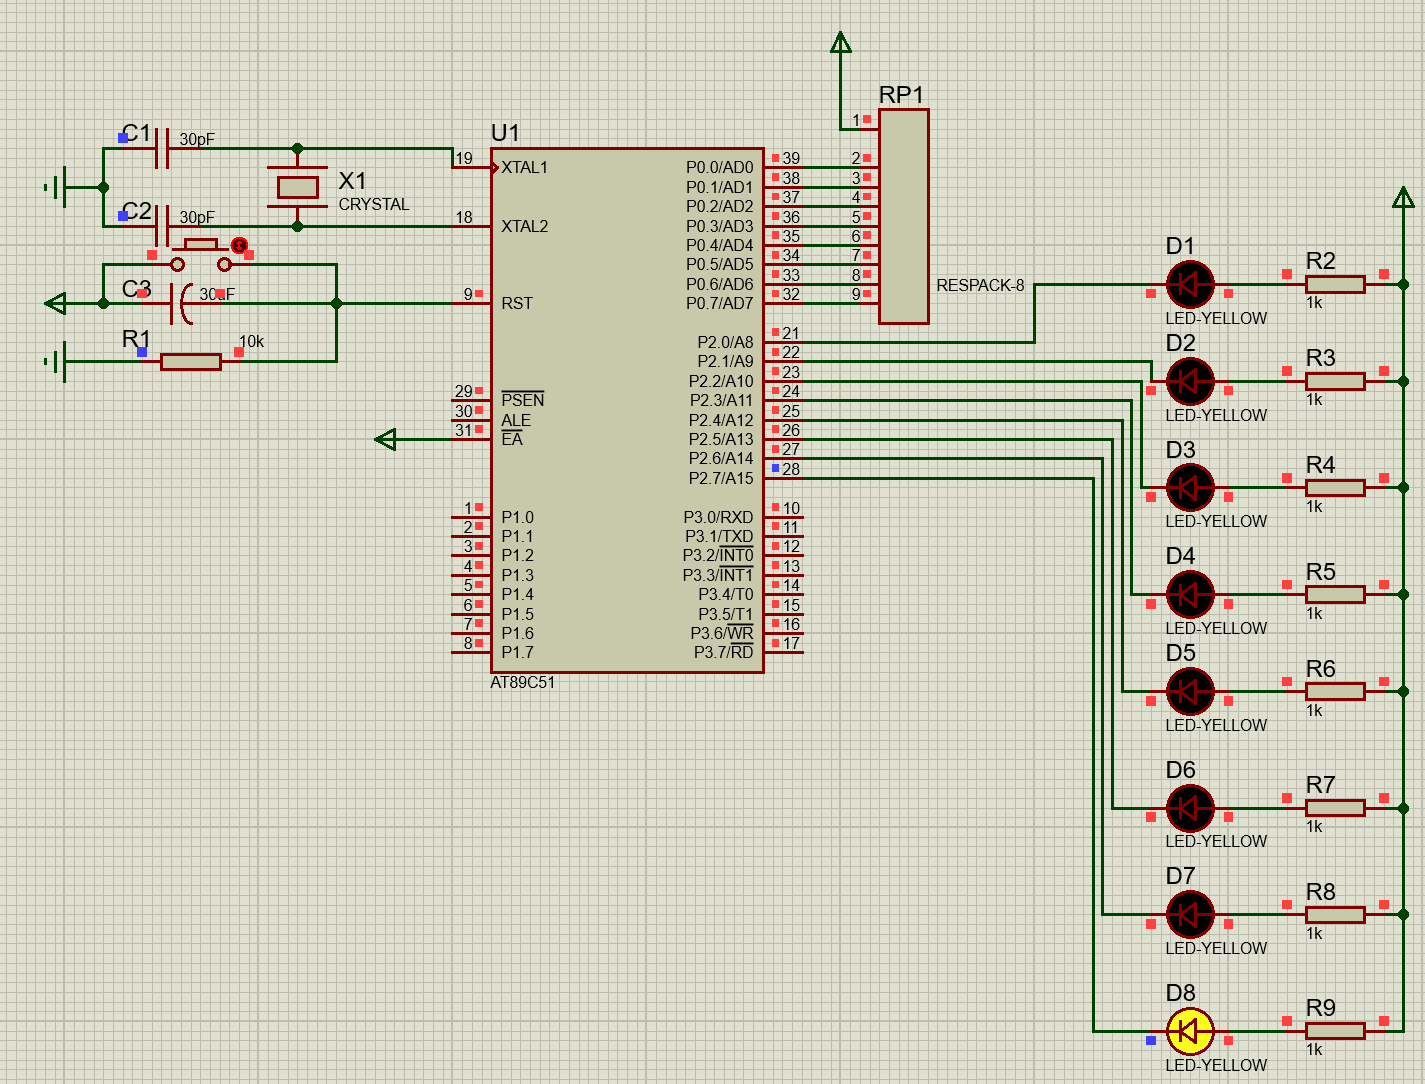 C1
30pF
C2
30pF
X1
CRYSTAL
C3
30uF
R1
10k
U1
19
XTAL1
18
XTAL2
9
RST
29
PSEN
30
ALE
31
EA
1
P1.0
2
P1.1
3
P1.2
4
P1.3
5
P1.4
6
P1.5
7
P1.6
8
P1.7
P0.0/AD0
39
P0.1/AD1
38
P0.2/AD2
37
P0.3/AD3
36
P0.4/AD4
35
P0.5/AD5
34
P0.6/AD6
33
P0.7/AD7
32
P2.0/A8
21
P2.1/A9
22
P2.2/A10
23
P2.3/A11
24
P2.4/A12
25
P2.5/A13
26
P2.6/A14
27
P2.7/A15
28
P3.0/RXD
10
P3.1/TXD
11
P3.2/INT0
12
P3.3/INT1
13
P3.4/T0
14
P3.5/T1
15
P3.6/WR
16
P3.7/RD
17
AT89C51
RP1
1
2
3
4
5
6
7
8
9
RESPACK-8
D1
LED-YELLOW
R2
1k
D2
LED-YELLOW
R3
1k
D3
LED-YELLOW
R4
1k
D4
LED-YELLOW
R5
1k
D5
LED-YELLOW
R6
1k
D6
LED-YELLOW
R7
1k
D7
LED-YELLOW
R8
1k
D8
LED-YELLOW
R9
1k